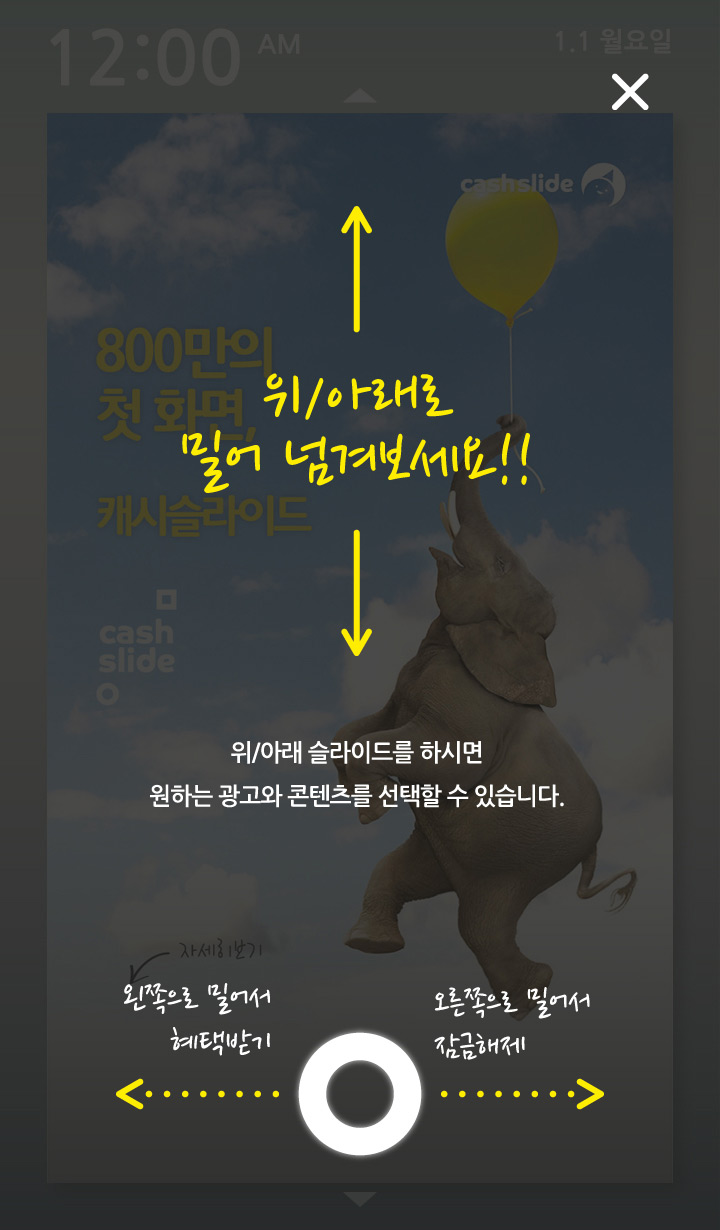 12:00 AM
1.1 월요일
cashslide
800만의
첫 화면,
위/아래로
밀어 넘겨보세요!!
캐시슬라이드
cash
slide
위/아래 슬라이드를 하시면
원하는 광고와 콘텐츠를 선택할 수 있습니다.
자세히보기
왼쪽으로 밀어서
혜택받기
오른쪽으로 밀어서
잠금해제